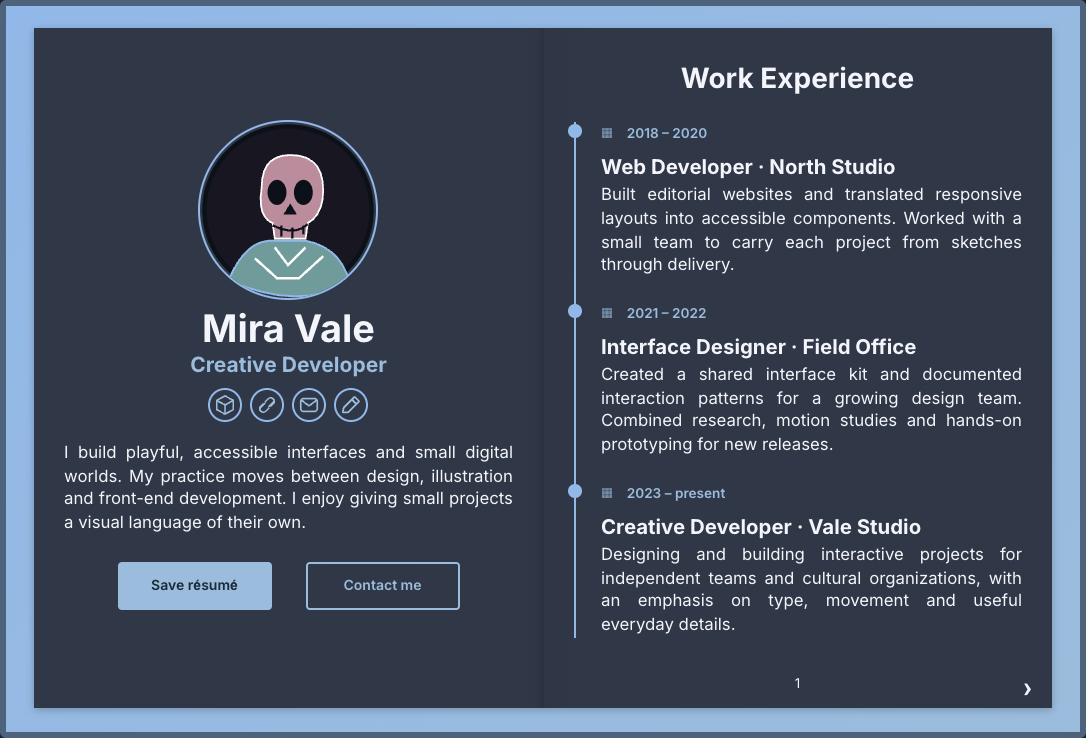 Mira Vale
Creative Developer
I build playful, accessible interfaces and small digital
worlds. My practice moves between design, illustration
and front-end development. I enjoy giving small projects
a visual language of their own.
Save résumé
Contact me
Work Experience
2018 – 2020
Web Developer · North Studio
Built editorial websites and translated responsive
layouts into accessible components. Worked with a
small team to carry each project from sketches
through delivery.
2021 – 2022
Interface Designer · Field Office
Created a shared interface kit and documented
interaction patterns for a growing design team.
Combined research, motion studies and hands-on
prototyping for new releases.
2023 – present
Creative Developer · Vale Studio
Designing and building interactive projects for
independent teams and cultural organizations, with
an emphasis on type, movement and useful
everyday details.
1